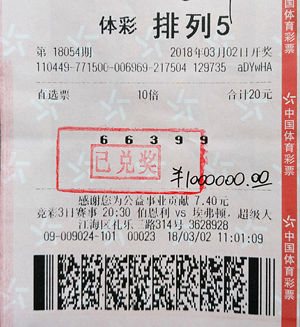 体彩 排列5
第 18054期 2018年03月02日开奖
110449-771500-006969-217504 129735 aDYwHA
直选票 10倍 合计20元
6 6 3 9 9
已兑奖
¥1000000.00
感谢您为公益事业贡献 7.40元
竞彩3日赛事 20:30 伯恩利 vs 埃弗顿，超级人
江海区礼乐二路314号 3628928
09-009024-101 00023 18/03/02 11:01:09
中国体育彩票
中国体育彩票